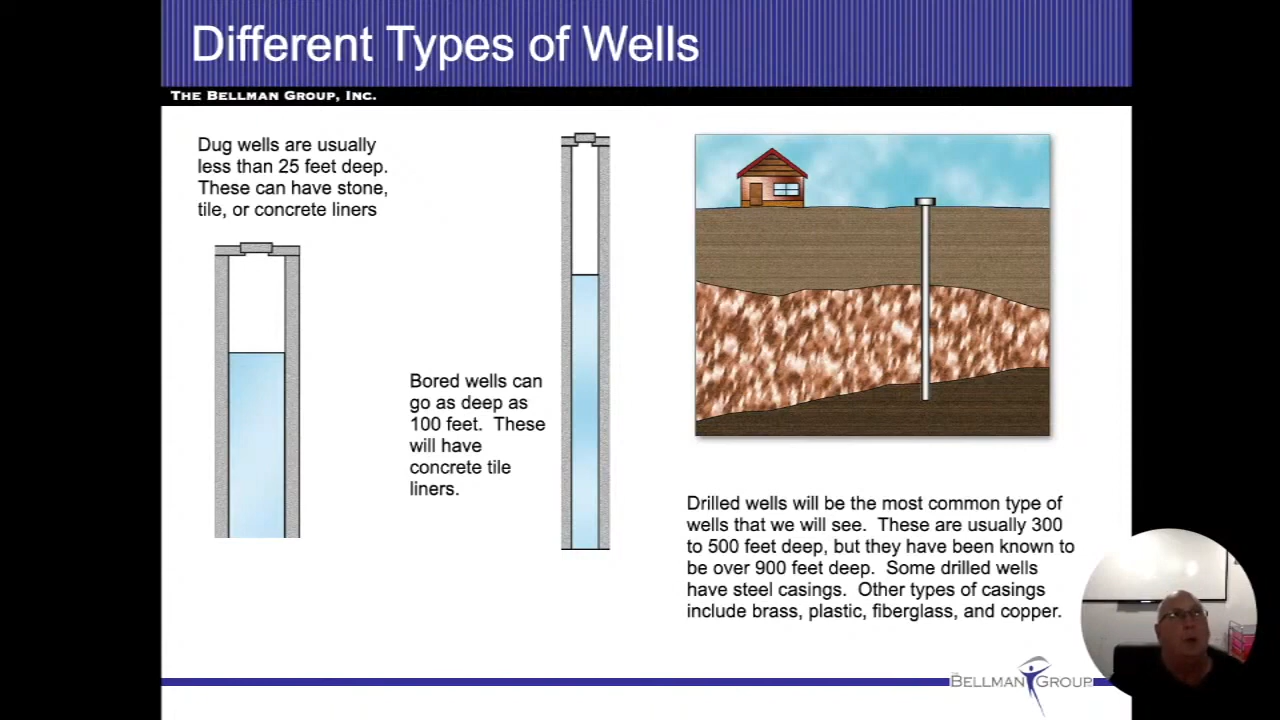 Different Types of Wells
THE BELLMAN GROUP, INC.
Dug wells are usually
less than 25 feet deep.
These can have stone,
tile, or concrete liners
Bored wells can
go as deep as
100 feet.  These
will have
concrete tile
liners.
Drilled wells will be the most common type of
wells that we will see.  These are usually 300
to 500 feet deep, but they have been known to
be over 900 feet deep.  Some drilled wells
have steel casings.  Other types of casings
include brass, plastic, fiberglass, and copper.
THE BELLMAN GROUP